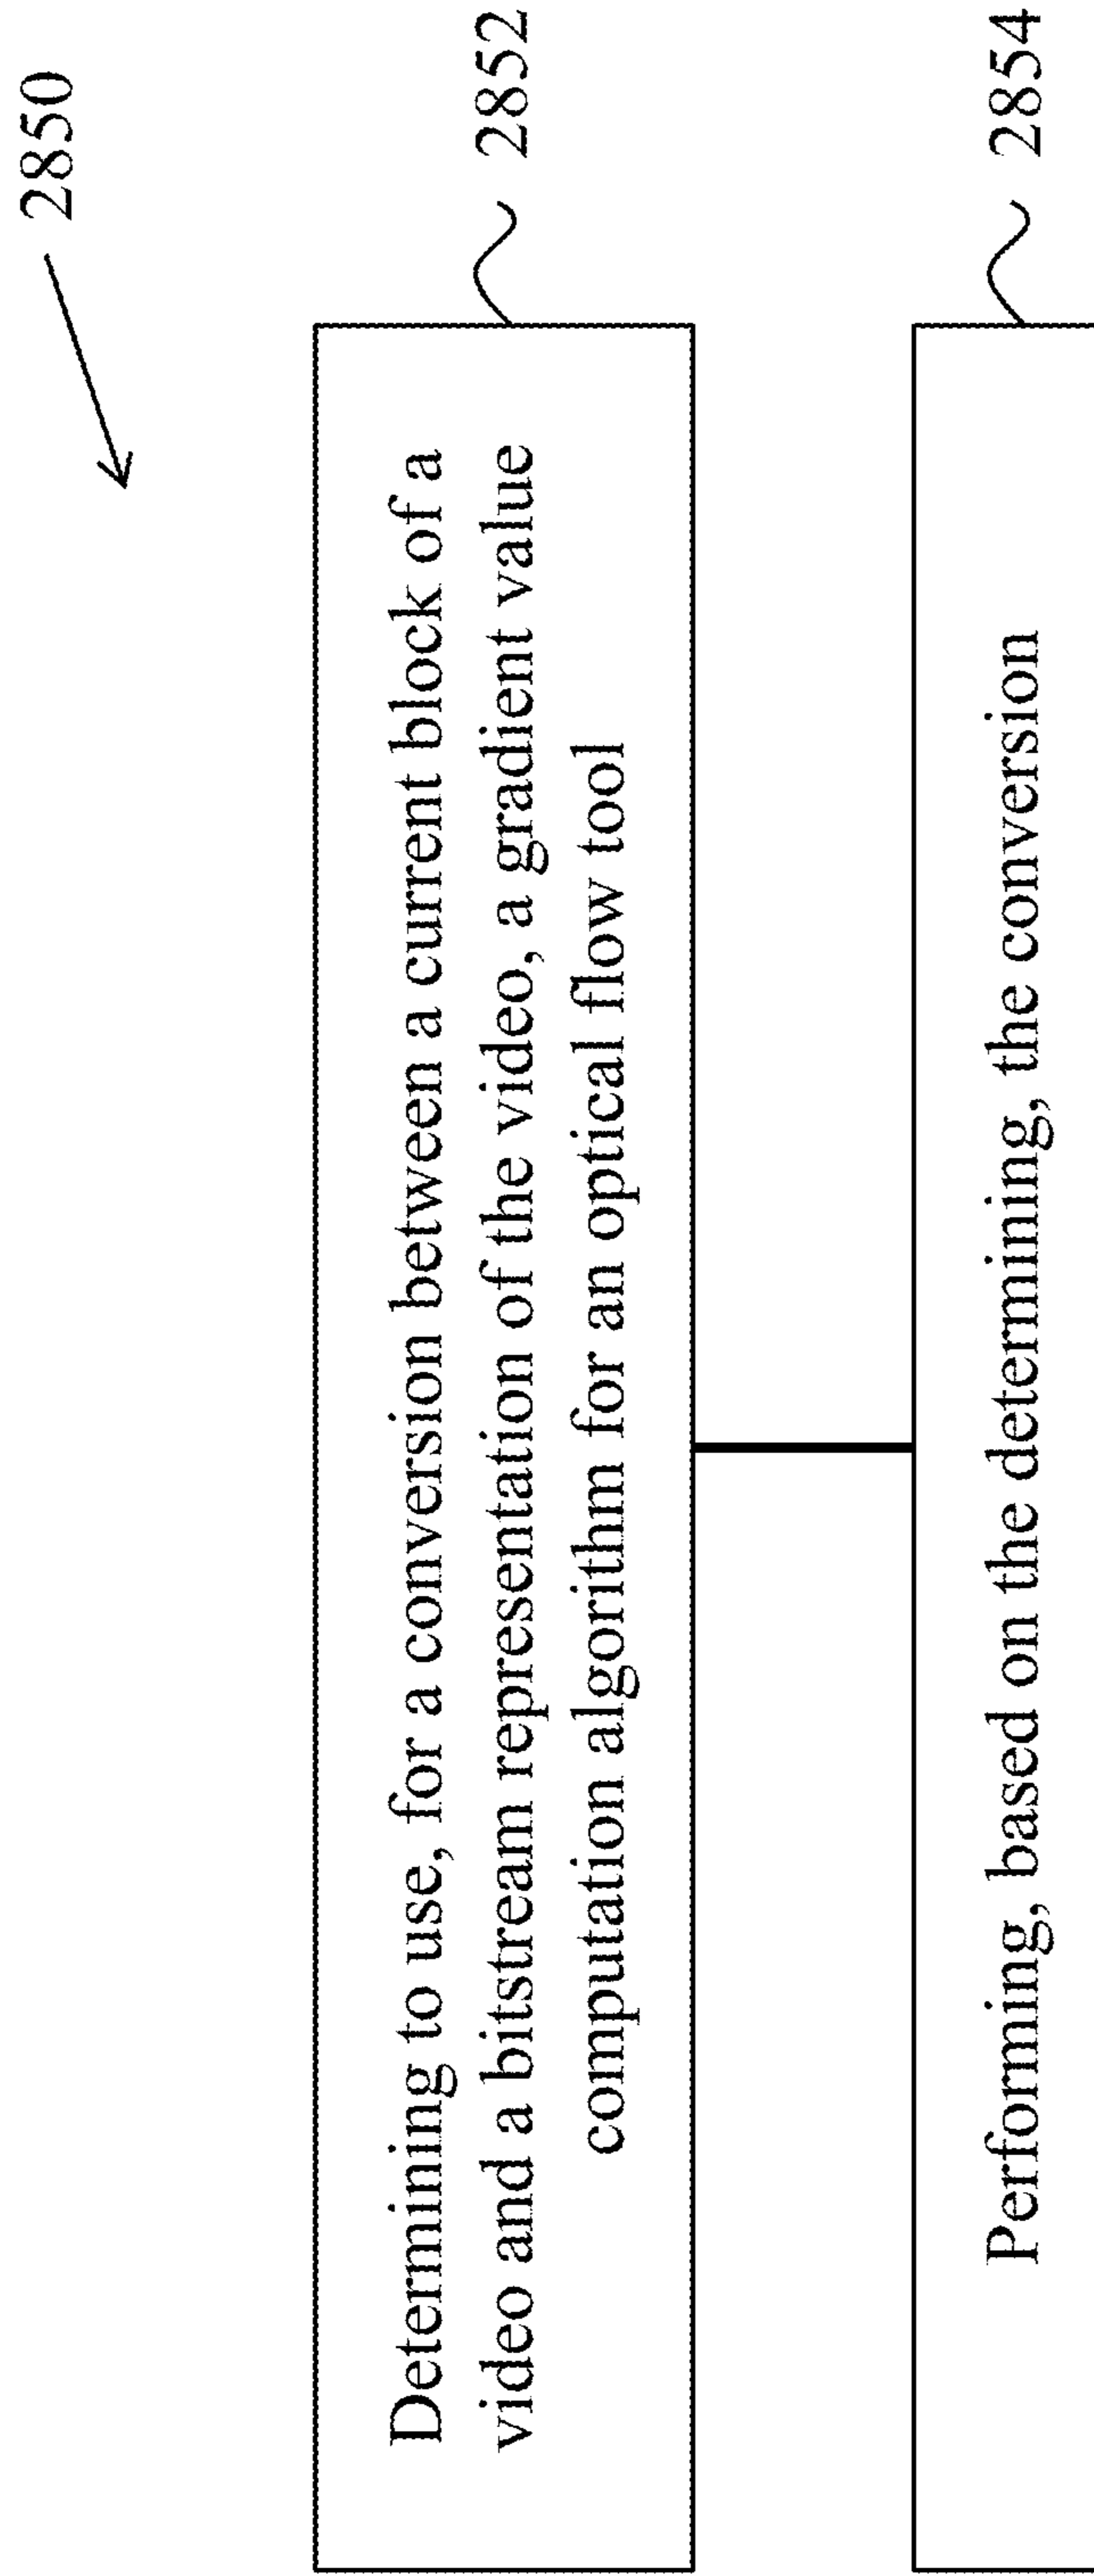 2850
Determining to use, for a conversion between a current block of a
video and a bitstream representation of the video, a gradient value
computation algorithm for an optical flow tool
2852
Performing, based on the determining, the conversion
2854